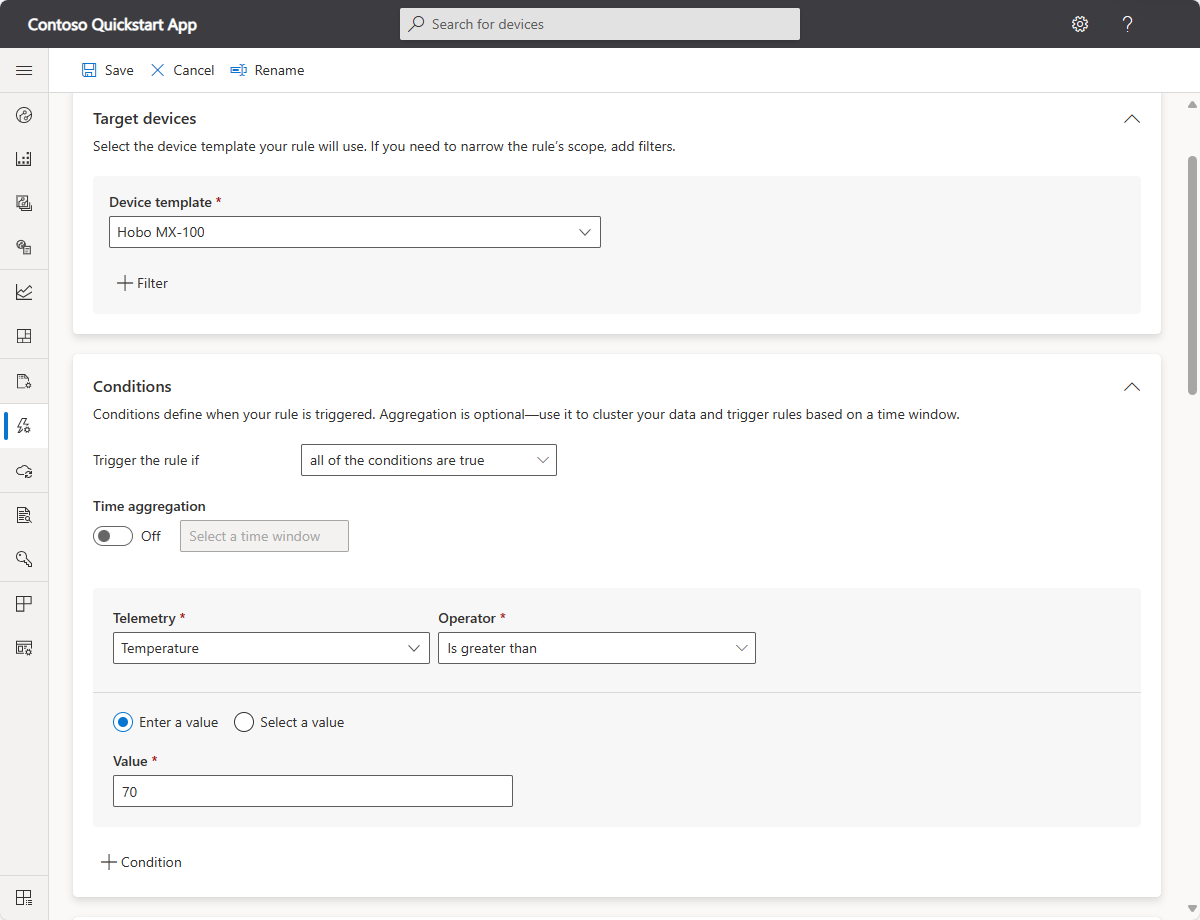 Contoso Quickstart App
Search for devices
?
Save
Cancel
Rename
Target devices
Select the device template your rule will use. If you need to narrow the rule’s scope, add filters.
Device template *
Hobo MX-100
Filter
Conditions
Conditions define when your rule is triggered. Aggregation is optional—use it to cluster your data and trigger rules based on a time window.
Trigger the rule if
all of the conditions are true
Time aggregation
Off
Select a time window
Telemetry *
Operator *
Temperature
Is greater than
Enter a value
Select a value
Value *
70
Condition